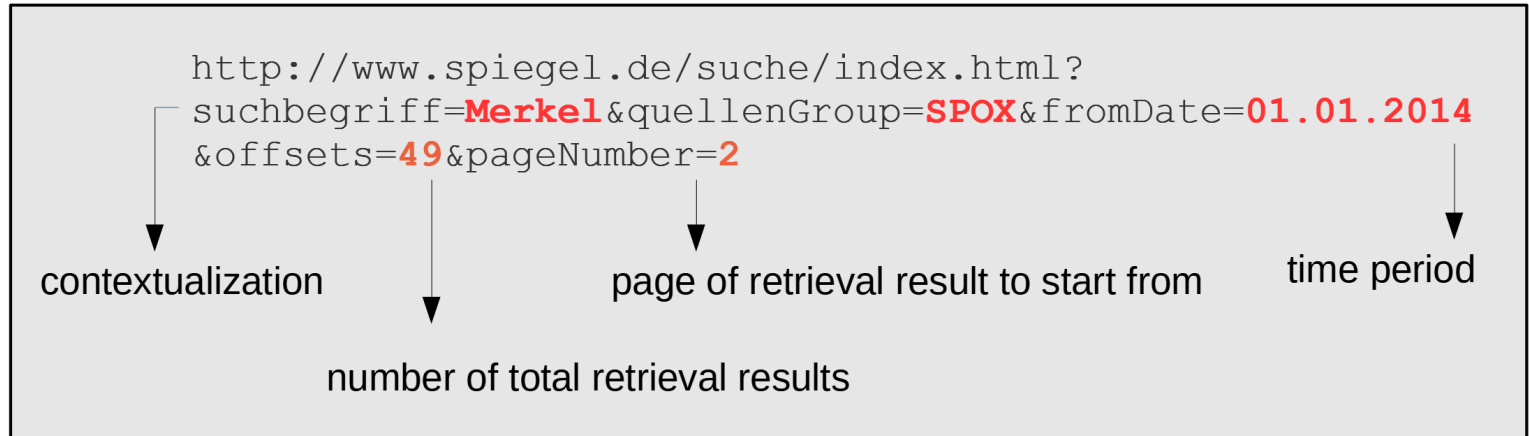 http://www.spiegel.de/suche/index.html?
suchbegriff=Merkel&quellenGroup=SPOX&fromDate=01.01.2014
&offsets=49&pageNumber=2
contextualization
page of retrieval result to start from
time period
number of total retrieval results